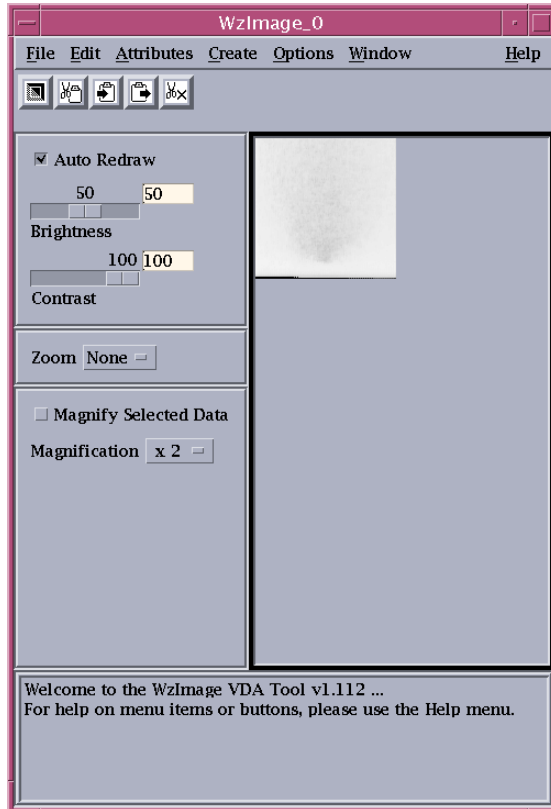 WzImage_0
File Edit Attributes Create Options Window Help
Auto Redraw
50 50
Brightness
100 100
Contrast
Zoom None
Magnify Selected Data
Magnification x 2
Welcome to the WzImage VDA Tool v1.112 ...
For help on menu items or buttons, please use the Help menu.